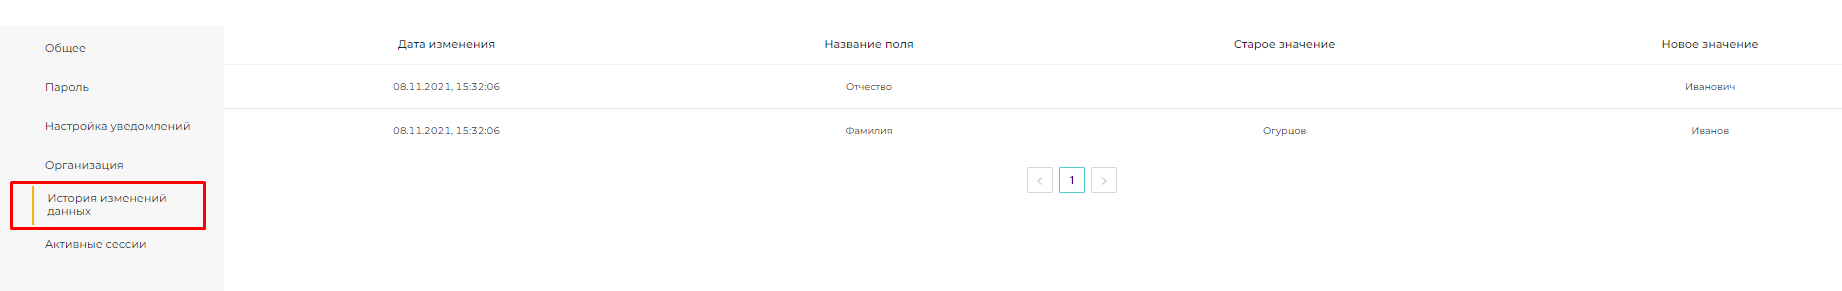 Общее
Пароль
Настройка уведомлений
Организация
История изменений
данных
Активные сессии
Дата изменения Название поля Старое значение Новое значение
08.11.2021, 15:32:06 Отчество Иванович
08.11.2021, 15:32:06 Фамилия Огурцов Иванов
< 1 >